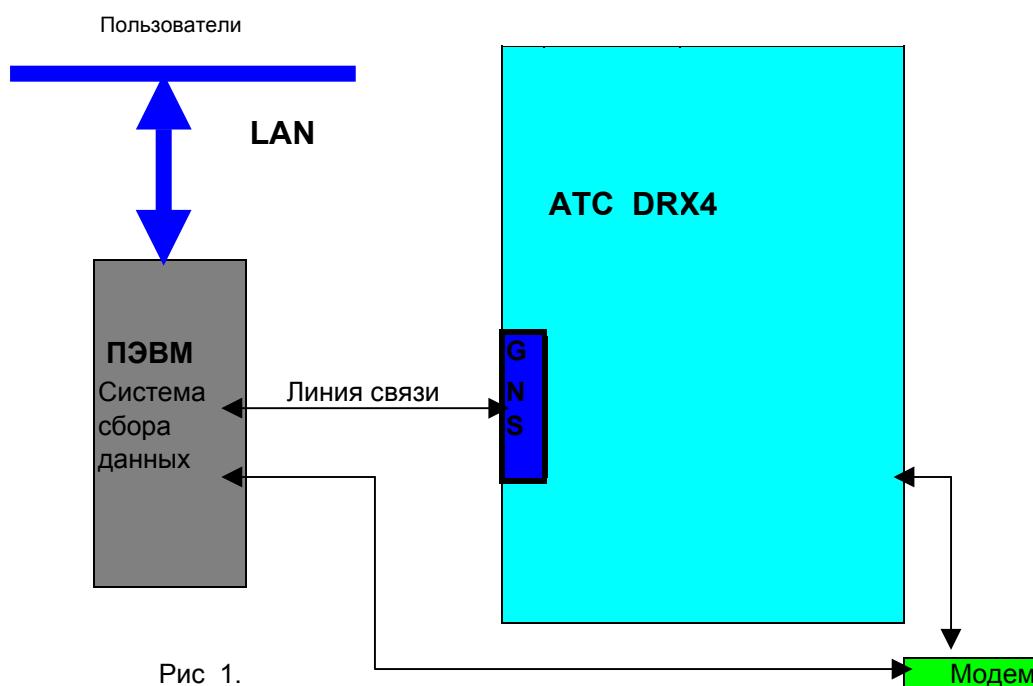 Пользователи
LAN
АТС DRX4
ПЭВМ
Система
сбора
данных
Линия связи
G
N
S
Рис 1.
Модем